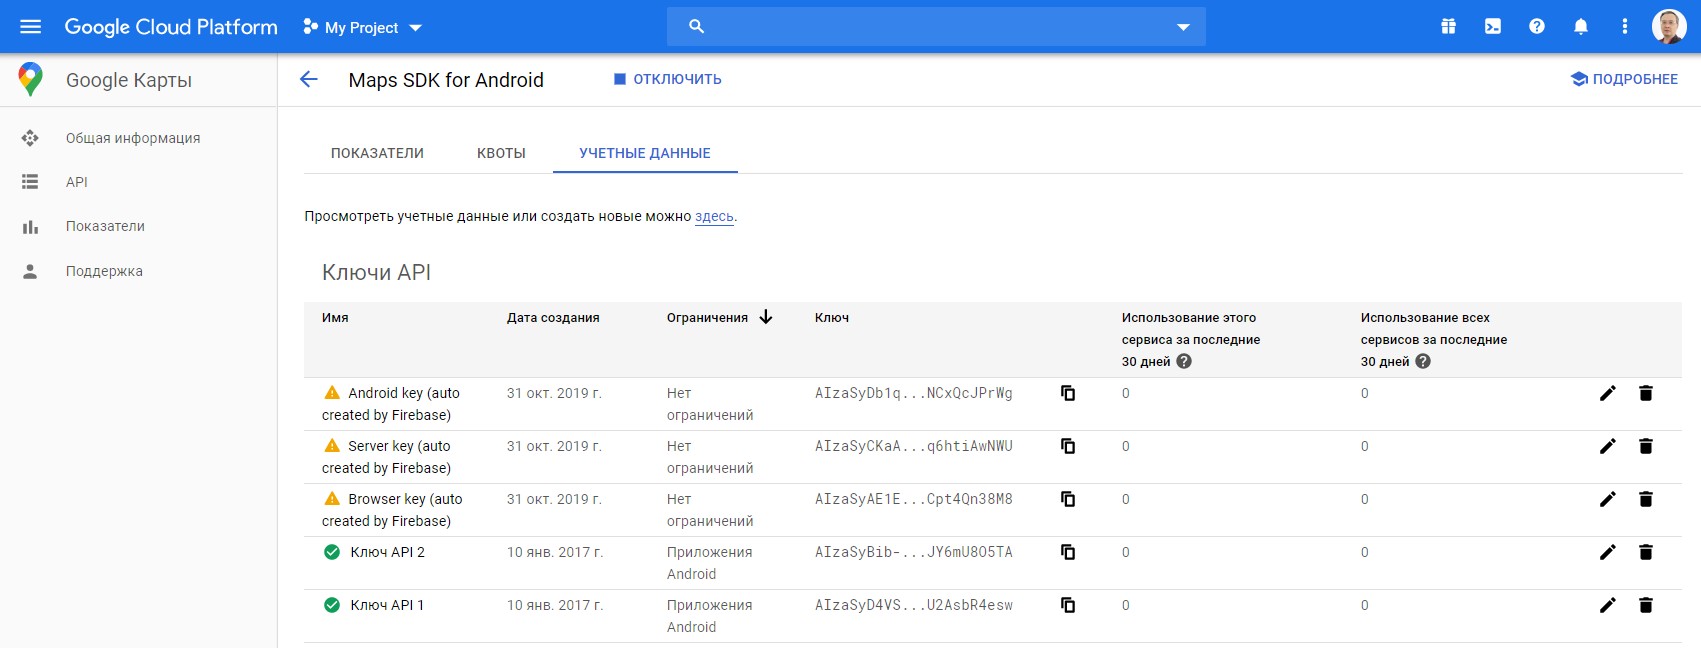 Google Cloud Platform
My Project
Google Карты
Maps SDK for Android
ОТКЛЮЧИТЬ
ПОДРОБНЕЕ
Общая информация
API
Показатели
Поддержка
ПОКАЗАТЕЛИ
КВОТЫ
УЧЕТНЫЕ ДАННЫЕ
Просмотреть учетные данные или создать новые можно здесь.
Ключи API
Имя
Дата создания
Ограничения
Ключ
Использование этого
сервиса за последние
30 дней
Использование всех
сервисов за последние
30 дней
Android key (auto
created by Firebase)
31 окт. 2019 г.
Нет
ограничений
AIzaSyDb1q...NCxQcJPrWg
0
0
Server key (auto
created by Firebase)
31 окт. 2019 г.
Нет
ограничений
AIzaSyCKaA...q6htiAwNWU
0
0
Browser key (auto
created by Firebase)
31 окт. 2019 г.
Нет
ограничений
AIzaSyAE1E...Cpt4Qn38M8
0
0
Ключ API 2
10 янв. 2017 г.
Приложения
Android
AIzaSyBib-...JY6mU8O5TA
0
0
Ключ API 1
10 янв. 2017 г.
Приложения
Android
AIzaSyD4VS...U2AsbR4esw
0
0